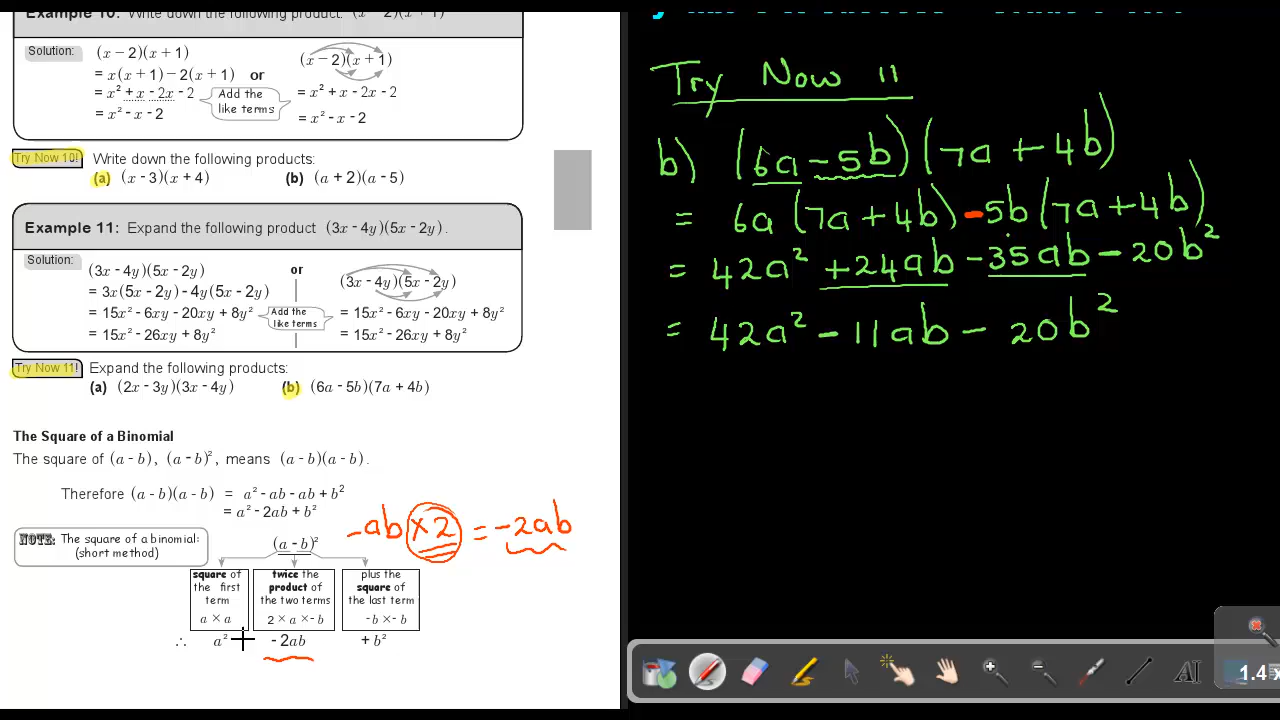 Example 10: Write down the following product: (x - 2)(x + 1)
Solution:
(x - 2)(x + 1)
= x(x + 1) - 2(x + 1) or
= x² + x - 2x - 2
= x² - x - 2
Add the
like terms
(x - 2)(x + 1)
= x² + x - 2x - 2
= x² - x - 2
Try Now 10! Write down the following products:
(a) (x - 3)(x + 4) (b) (a + 2)(a - 5)
Example 11: Expand the following product (3x - 4y)(5x - 2y).
Solution:
(3x - 4y)(5x - 2y)
= 3x(5x - 2y) - 4y(5x - 2y)
= 15x² - 6xy - 20xy + 8y²
= 15x² - 26xy + 8y²
or
Add the
like terms
(3x - 4y)(5x - 2y)
= 15x² - 6xy - 20xy + 8y²
= 15x² - 26xy + 8y²
Try Now 11! Expand the following products:
(a) (2x - 3y)(3x - 4y) (b) (6a - 5b)(7a + 4b)
The Square of a Binomial
The square of (a - b), (a - b)², means (a - b)(a - b).
Therefore (a - b)(a - b) = a² - ab - ab + b²
= a² - 2ab + b²
NOTE: The square of a binomial:
(short method)
(a - b)²
square of
the first
term
a × a
twice the
product of
the two terms
2 × a × -b
plus the
square of
the last term
-b × -b
∴ a² - 2ab + b²
-ab × 2 = -2ab
Try Now 11
b) (6a - 5b)(7a + 4b)
= 6a(7a + 4b) - 5b(7a + 4b)
= 42a² + 24ab - 35ab - 20b²
= 42a² - 11ab - 20b²
AI
1.4 x